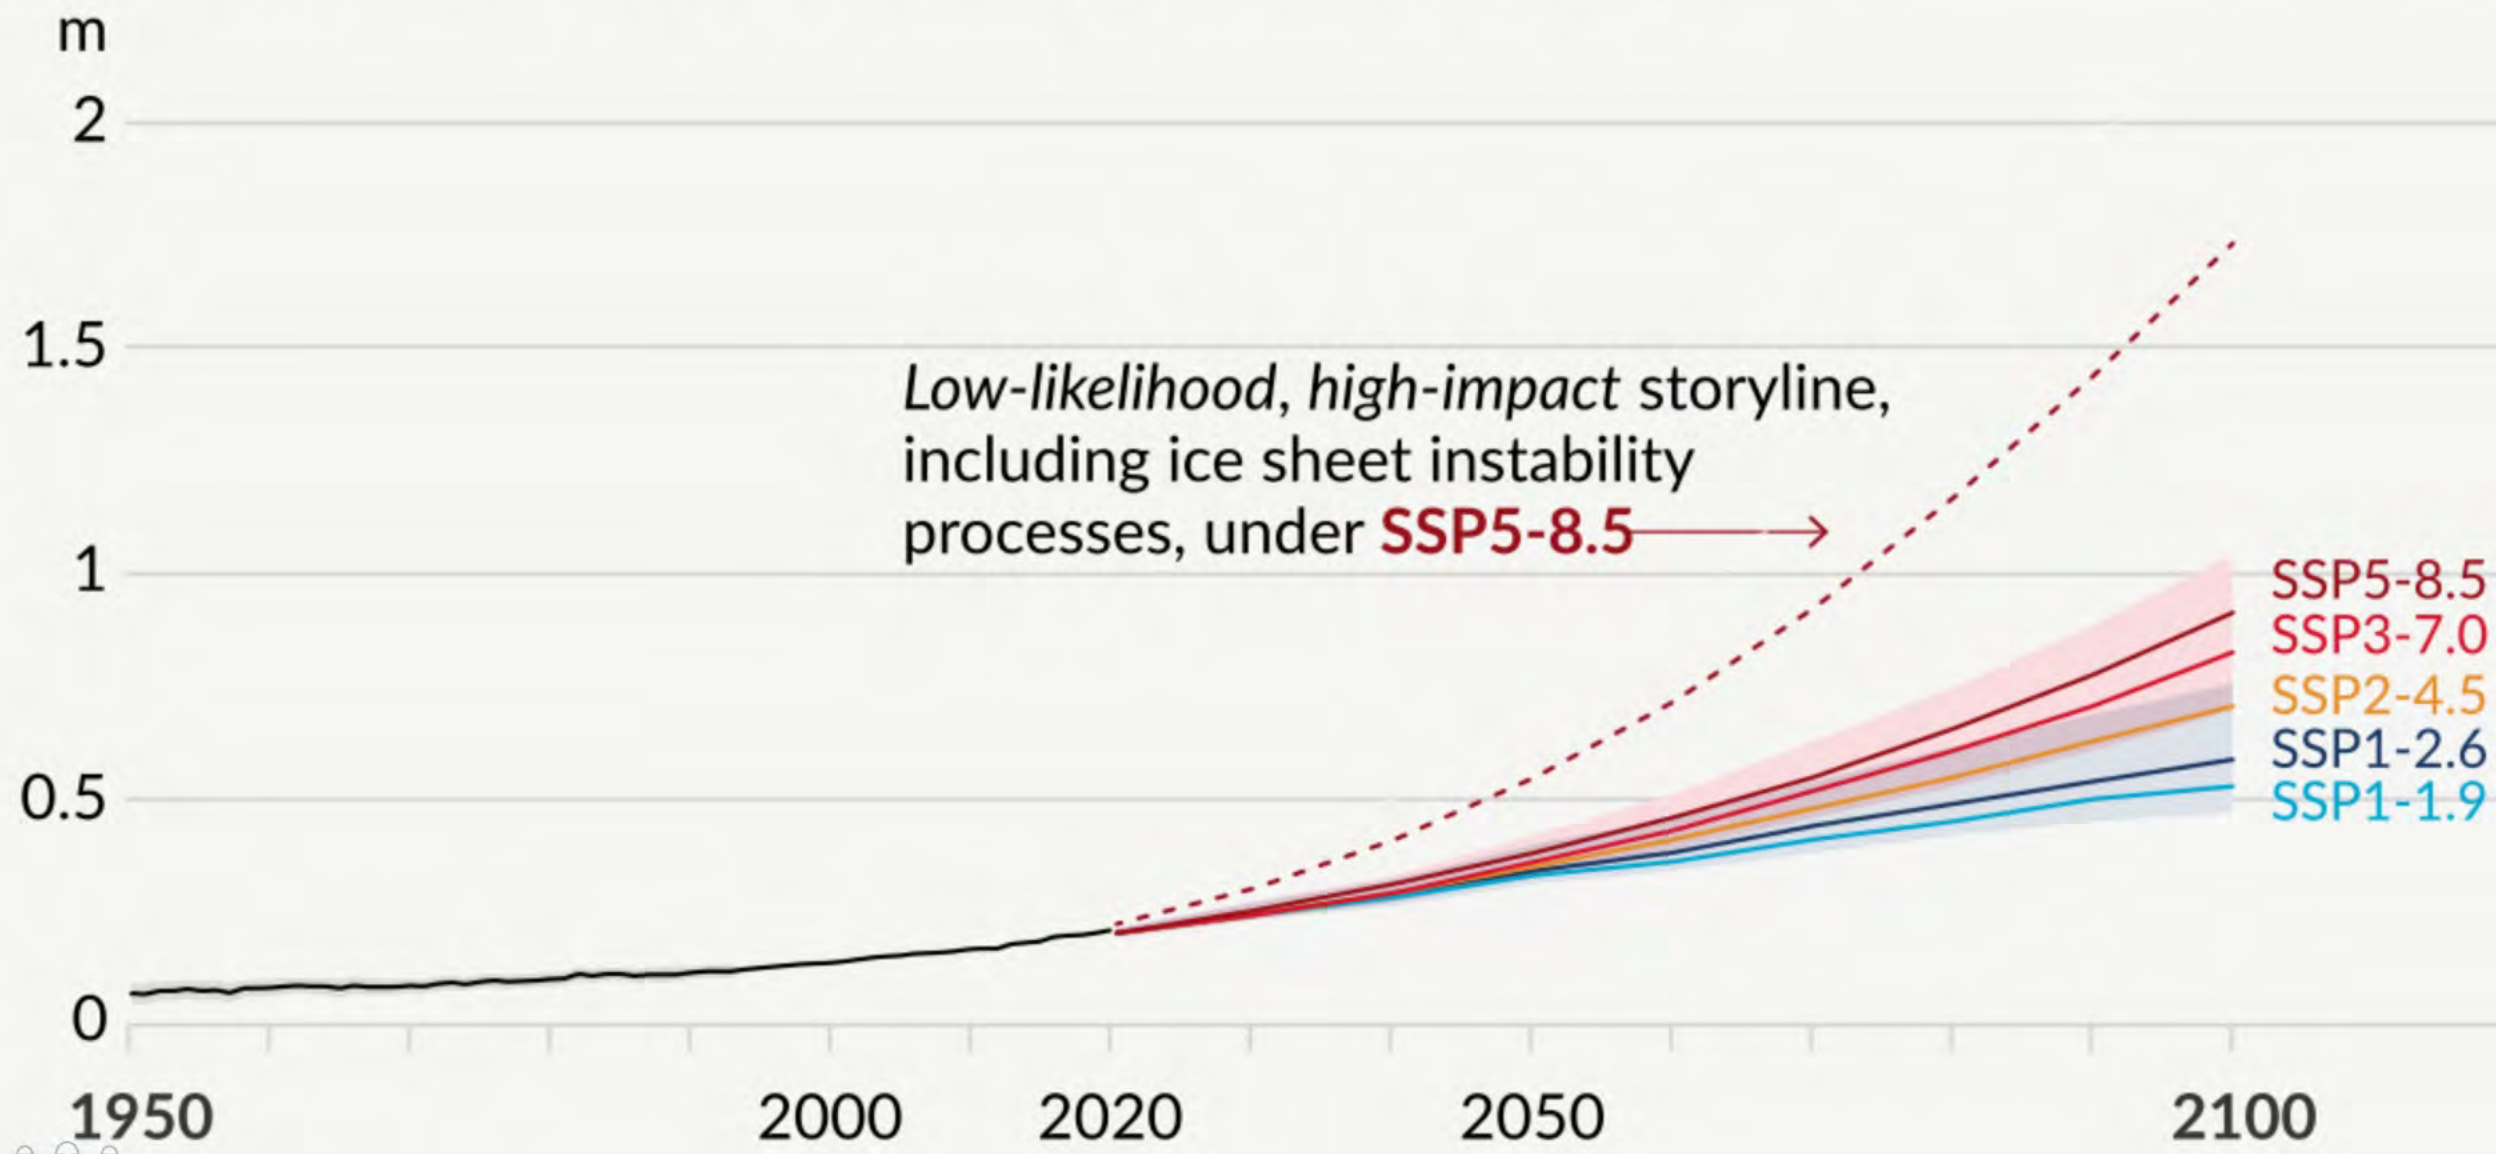 m
2
1.5
Low-likelihood, high-impact storyline,
including ice sheet instability
processes, under SSP5-8.5
1
SSP5-8.5
SSP3-7.0
SSP2-4.5
SSP1-2.6
SSP1-1.9
0.5
0
1950 2000 2020 2050 2100